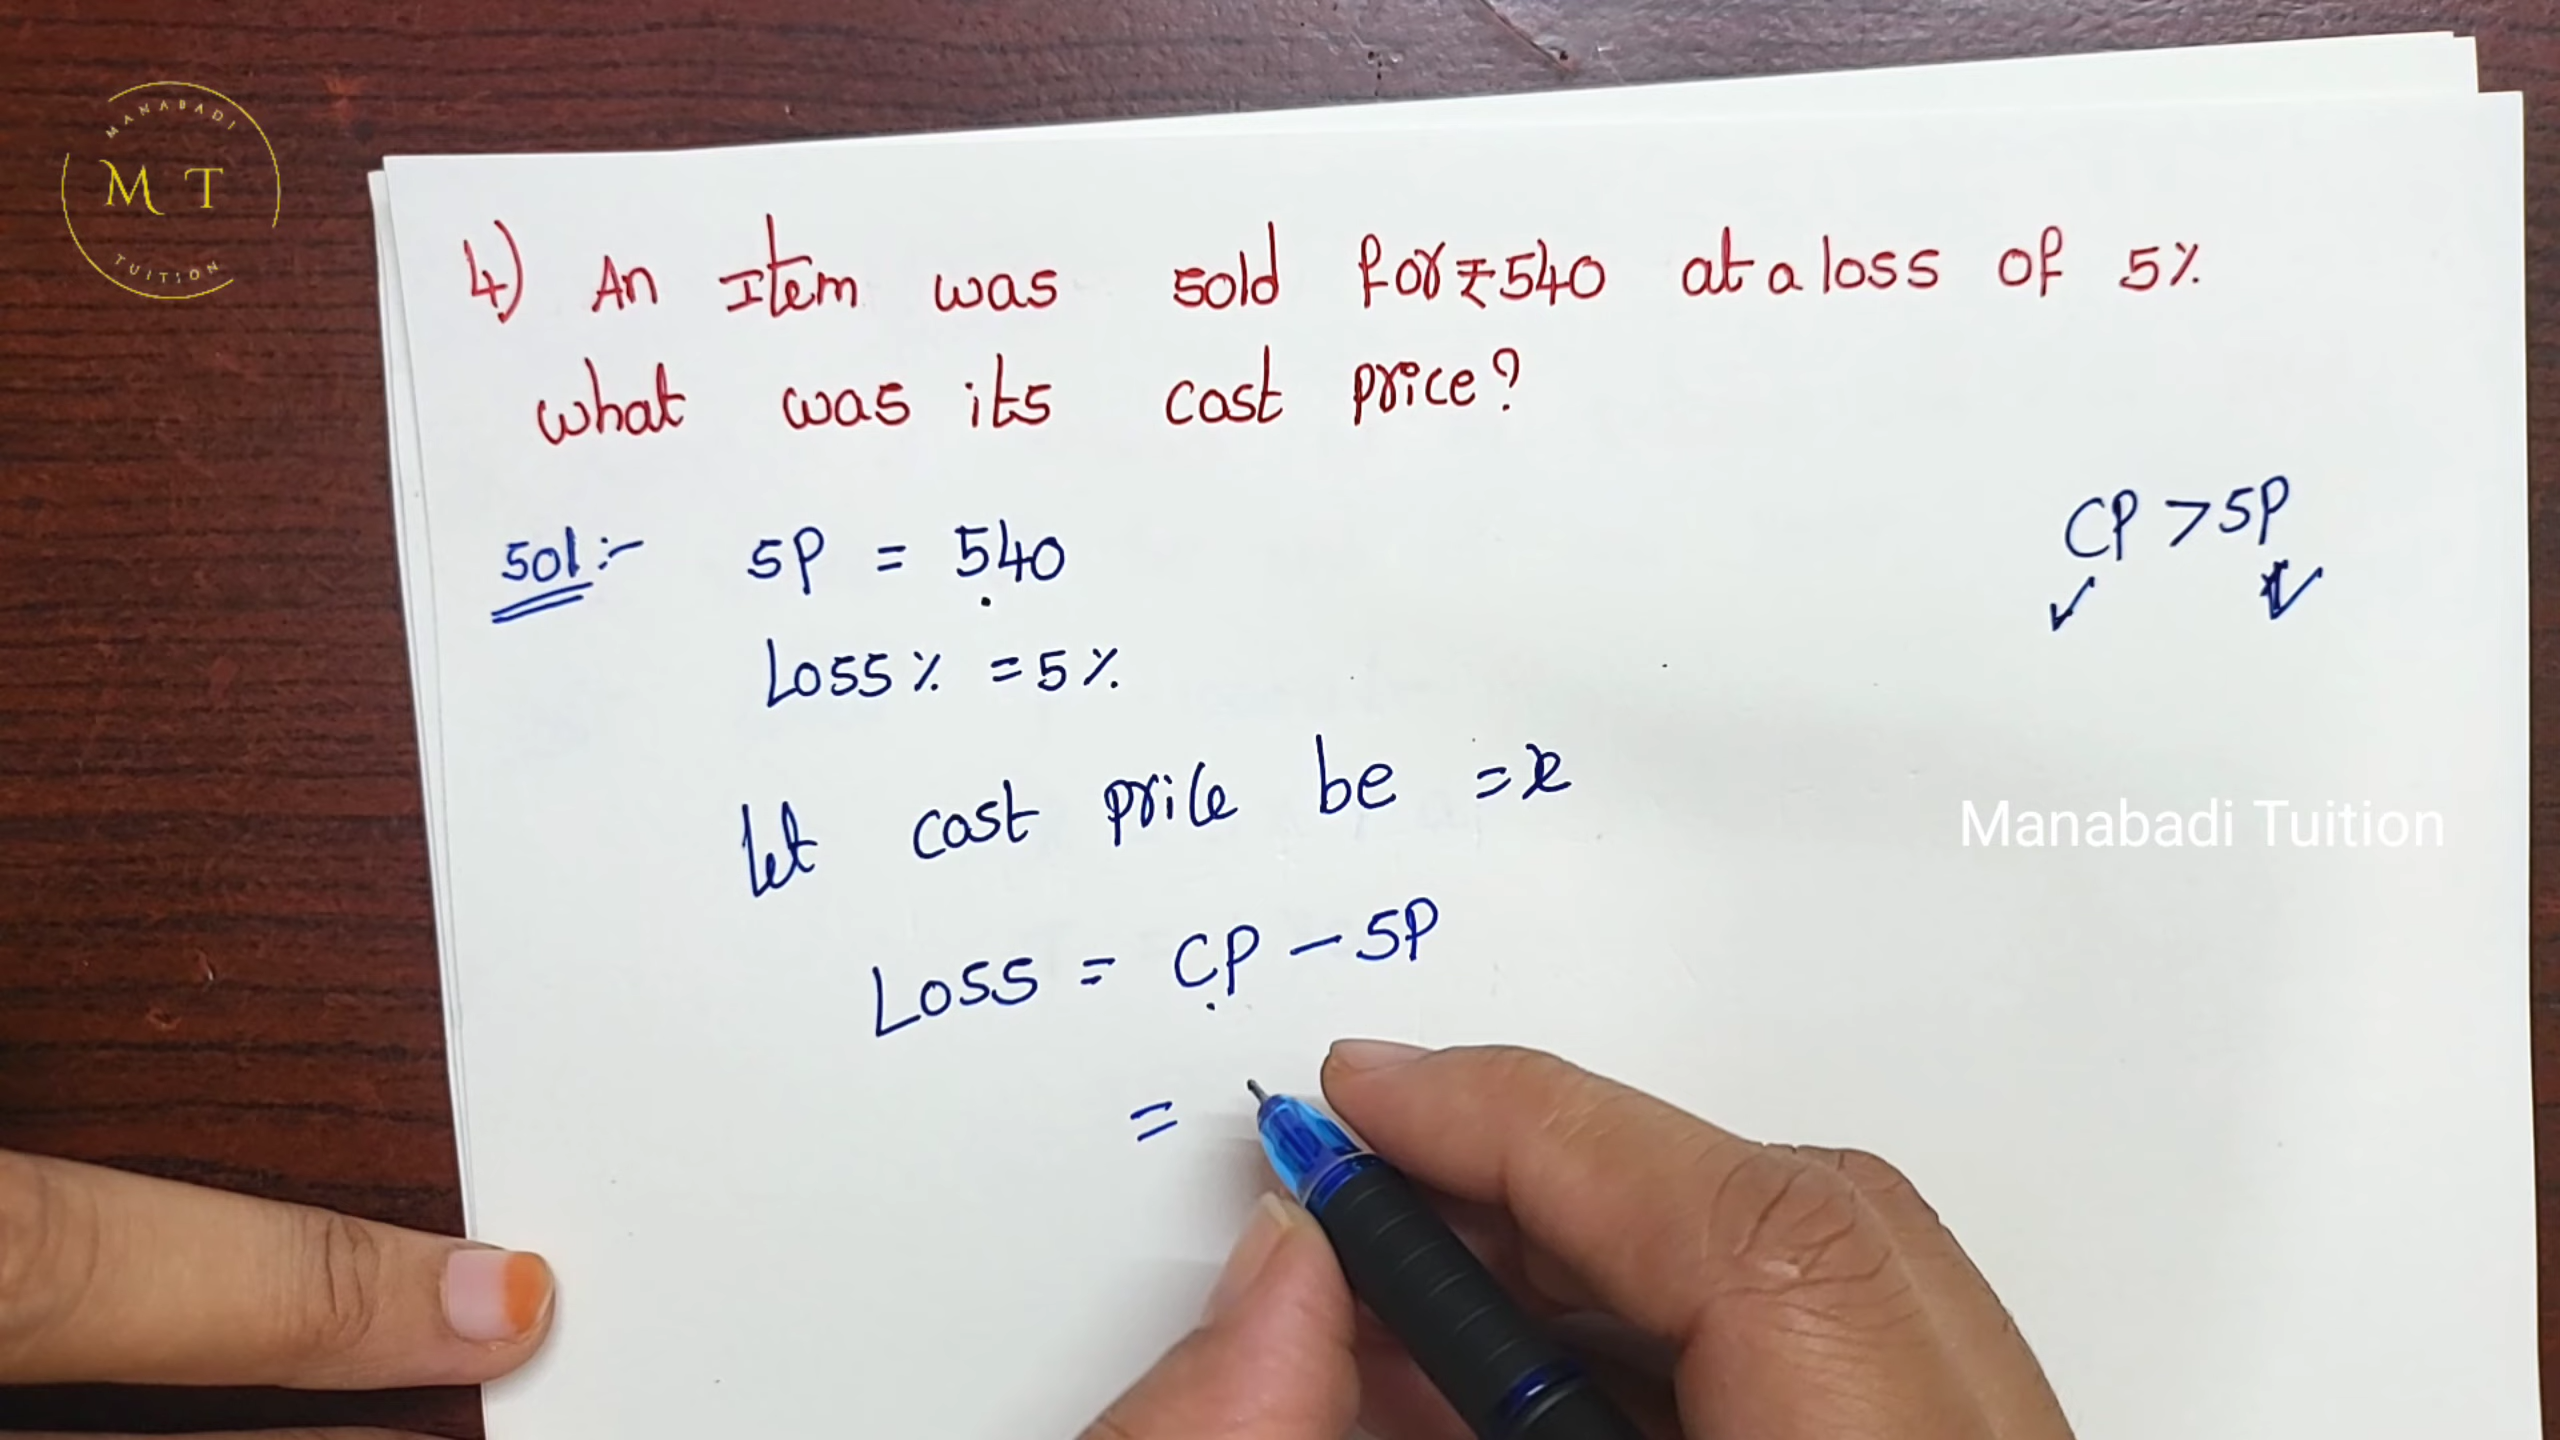 MANABADI
M T
TUITION
4) An Item was sold for ₹540 at a loss of 5%
what was its cost price?
Sol:- SP = 540
CP > SP
Loss% = 5%
let cost price be = x
Manabadi Tuition
Loss = CP - SP
=